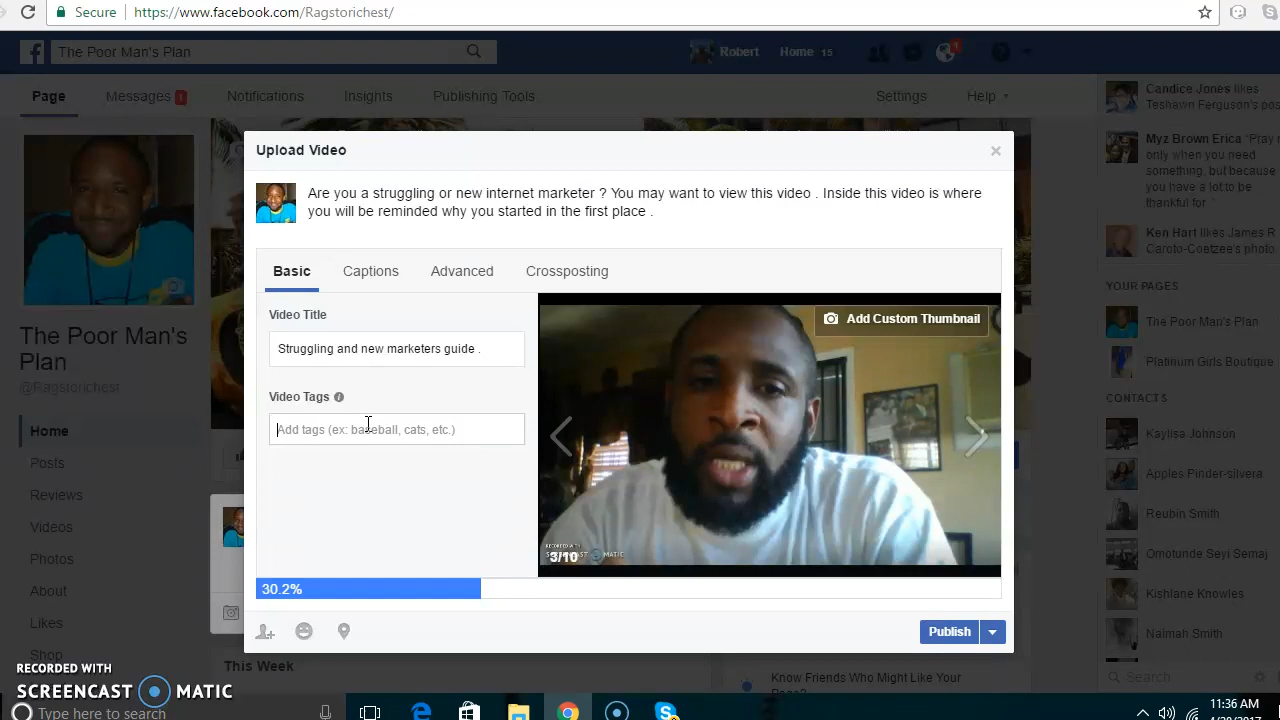 Secure https://www.facebook.com/Ragstorichest/
The Poor Man's Plan
Robert Home 15 1
Page Messages 1 Notifications Insights Publishing Tools Settings Help
Candice Jones likes
Teshawn Ferguson's pos
Upload Video
Myz Brown Erica "Pray
only when you need
something, but because
you have a lot to be
thankful for."
Are you a struggling or new internet marketer ? You may want to view this video . Inside this video is where
you will be reminded why you started in the first place .
Ken Hart likes James R
Caroto-Coetzee's photo
Basic Captions Advanced Crossposting
YOUR PAGES
Video Title
Add Custom Thumbnail
The Poor Man's Plan
The Poor Man's
Plan
Struggling and new marketers guide .
Platinum Girls Boutique
@Ragstorichest
Video Tags
CONTACTS
Add tags (ex: baseball, cats, etc.)
Home
Posts
Reviews
Videos
Photos
About
Likes
Shop
Kaylisa Johnson
Apples Pinder-silvera
Reubin Smith
Omotunde Seyi Semaj
Kishlane Knowles
Naimah Smith
RECORDED WITH
SCREENCAST MATIC
3/10
30.2%
Publish
This Week
Know Friends Who Might Like Your
Search
RECORDED WITH
SCREENCAST MATIC
Type here to search
11:36 AM